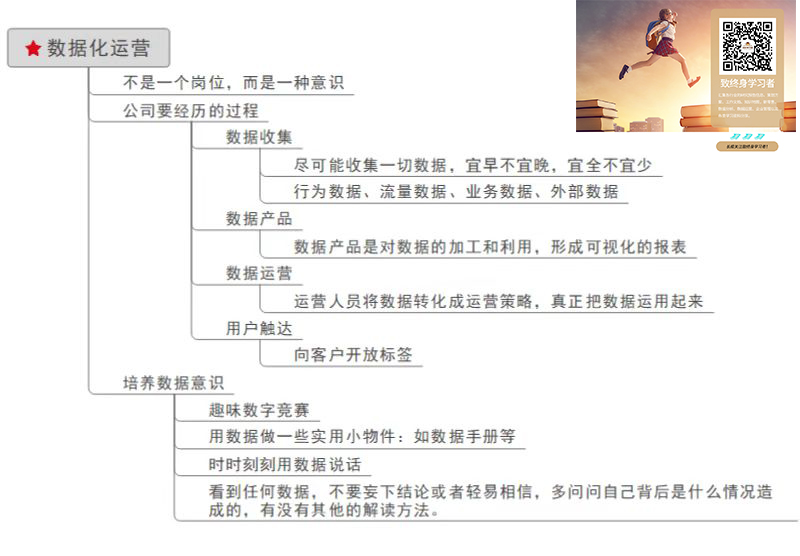 数据化运营
不是一个岗位，而是一种意识
公司要经历的过程
数据收集
尽可能收集一切数据，宜早不宜晚，宜全不宜少
行为数据、流量数据、业务数据、外部数据
数据产品
数据产品是对数据的加工和利用，形成可视化的报表
数据运营
运营人员将数据转化成运营策略，真正把数据运用起来
用户触达
向客户开放标签
培养数据意识
趣味数字竞赛
用数据做一些实用小物件：如数据手册等
时时刻刻用数据说话
看到任何数据，不要妄下结论或者轻易相信，多问问自己背后是什么情况造
成的，有没有其他的解读方法。
致终身学习者